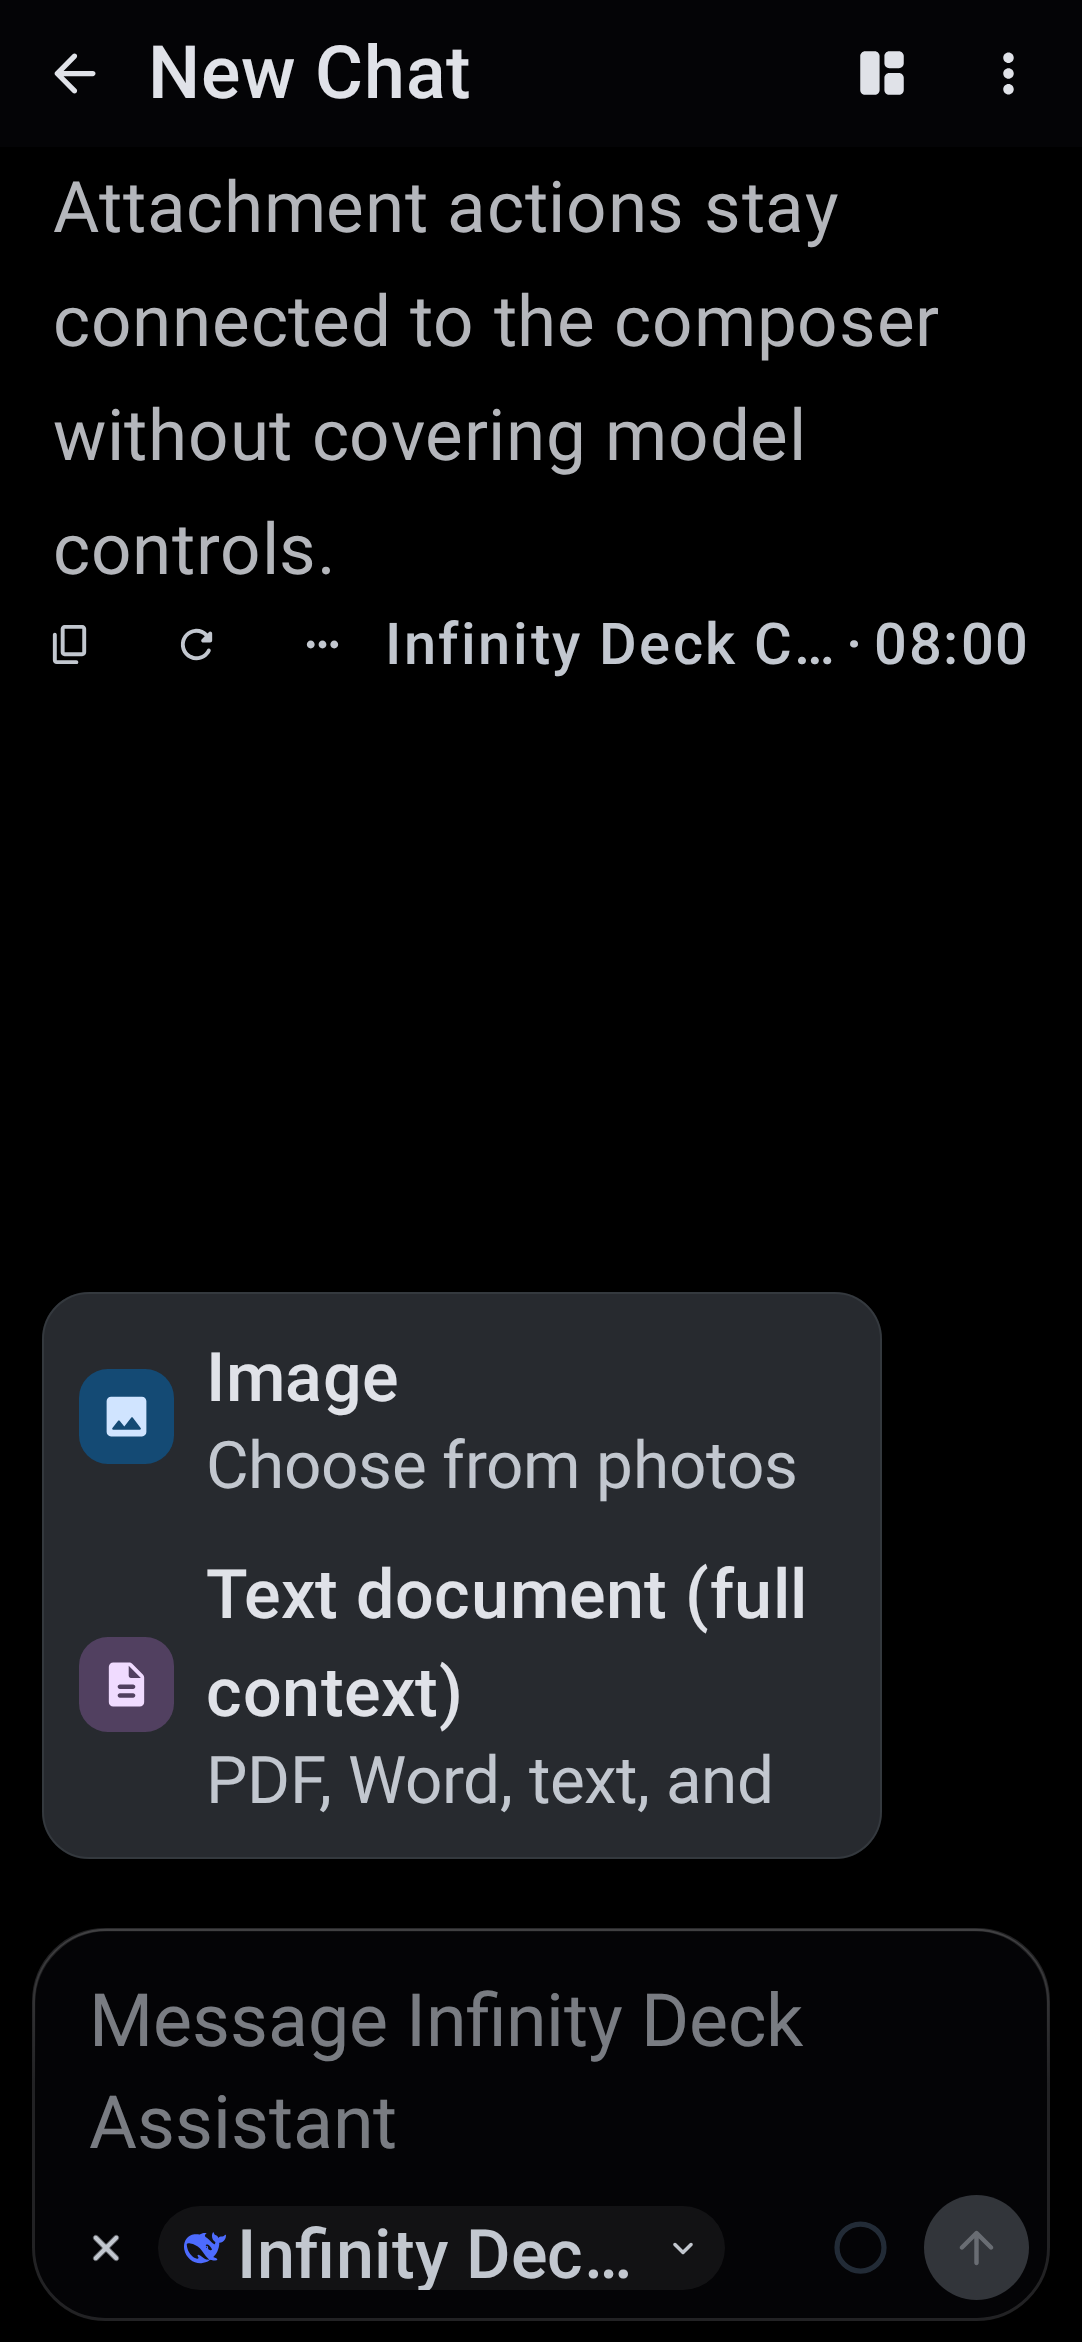 New Chat
Attachment actions stay
connected to the composer
without covering model
controls.
Infinity Deck C… · 08:00
Image
Choose from photos
Text document (full
context)
PDF, Word, text, and
Message Infinity Deck
Assistant
Infinity Dec…